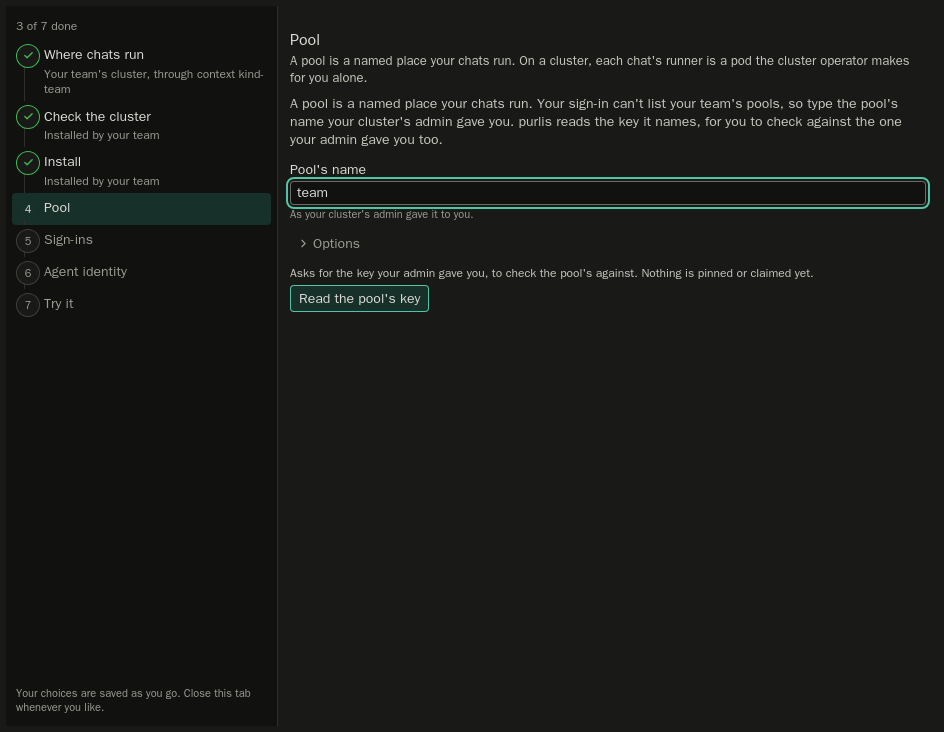 3 of 7 done
Where chats run
Your team's cluster, through context kind-
team
Check the cluster
Installed by your team
Install
Installed by your team
4 Pool
5 Sign-ins
6 Agent identity
7 Try it
Your choices are saved as you go. Close this tab
whenever you like.
Pool
A pool is a named place your chats run. On a cluster, each chat's runner is a pod the cluster operator makes
for you alone.
A pool is a named place your chats run. Your sign-in can't list your team's pools, so type the pool's
name your cluster's admin gave you. purlis reads the key it names, for you to check against the one
your admin gave you too.
Pool's name
team
As your cluster's admin gave it to you.
Options
Asks for the key your admin gave you, to check the pool's against. Nothing is pinned or claimed yet.
Read the pool's key